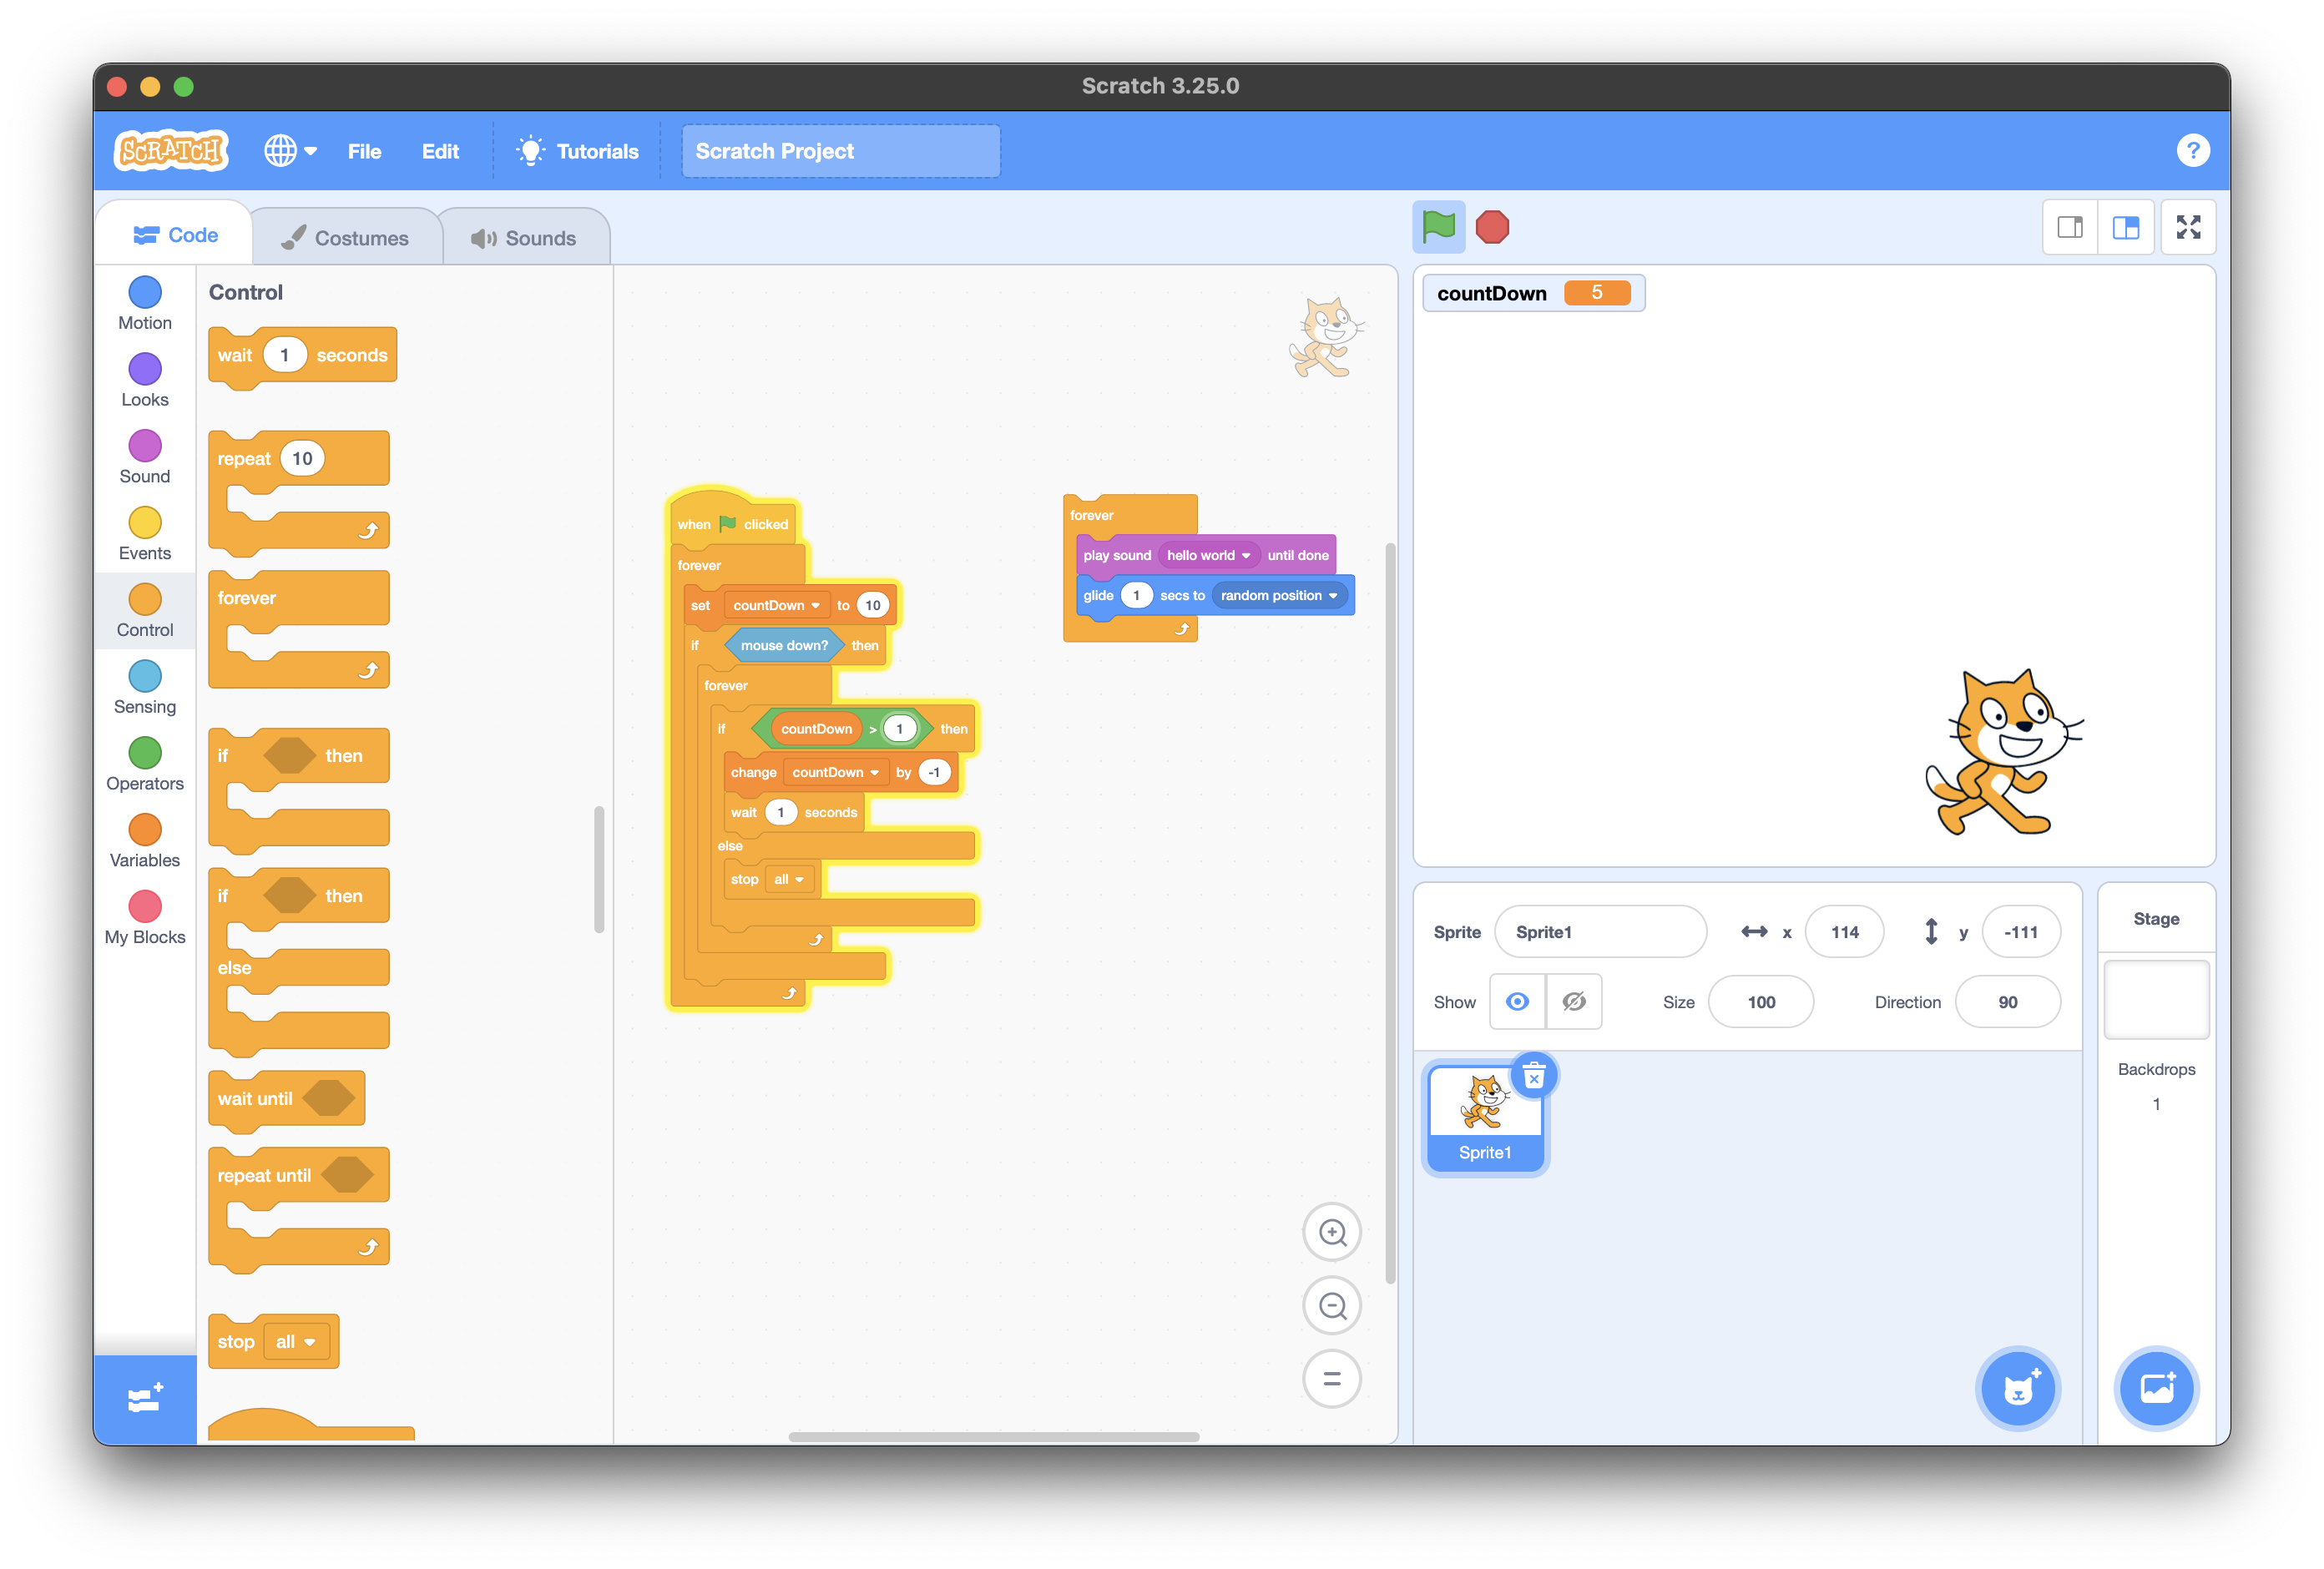 Scratch 3.25.0
SCRATCH File Edit Tutorials Scratch Project ?
Code Costumes Sounds
Motion
Looks
Sound
Events
Control
Sensing
Operators
Variables
My Blocks
Control
wait 1 seconds
repeat 10
forever
if then
if then
else
wait until
repeat until
stop all
when clicked
forever
set countDown to 10
if mouse down? then
forever
if countDown > 1 then
change countDown by -1
wait 1 seconds
else
stop all
forever
play sound hello world until done
glide 1 secs to random position
countDown 5
Sprite Sprite1 x 114 y -111
Show Size 100 Direction 90
Sprite1
Stage
Backdrops
1